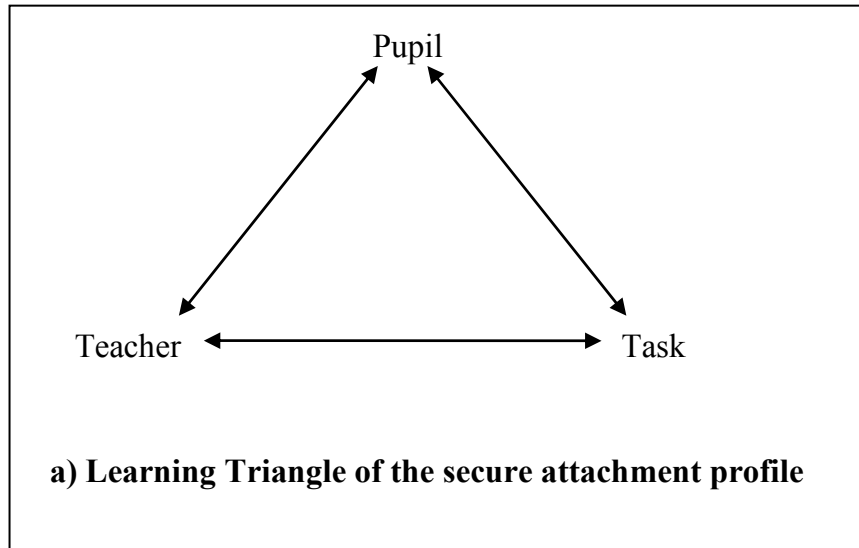 Pupil
Teacher
Task
a) Learning Triangle of the secure attachment profile